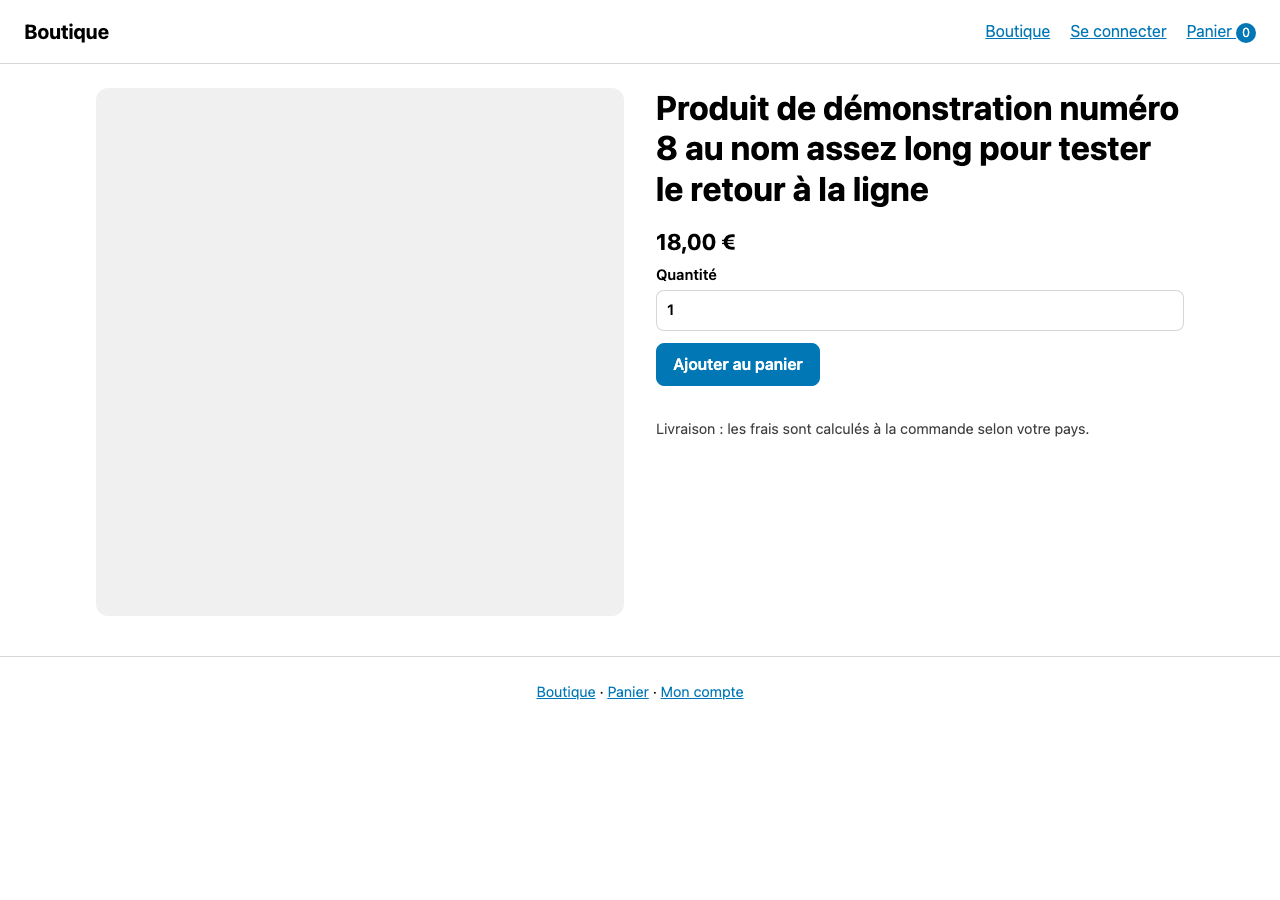 Boutique
Boutique Se connecter Panier 0
Produit de démonstration numéro
8 au nom assez long pour tester
le retour à la ligne
18,00 €
Quantité
1
Ajouter au panier
Livraison : les frais sont calculés à la commande selon votre pays.
Boutique · Panier · Mon compte